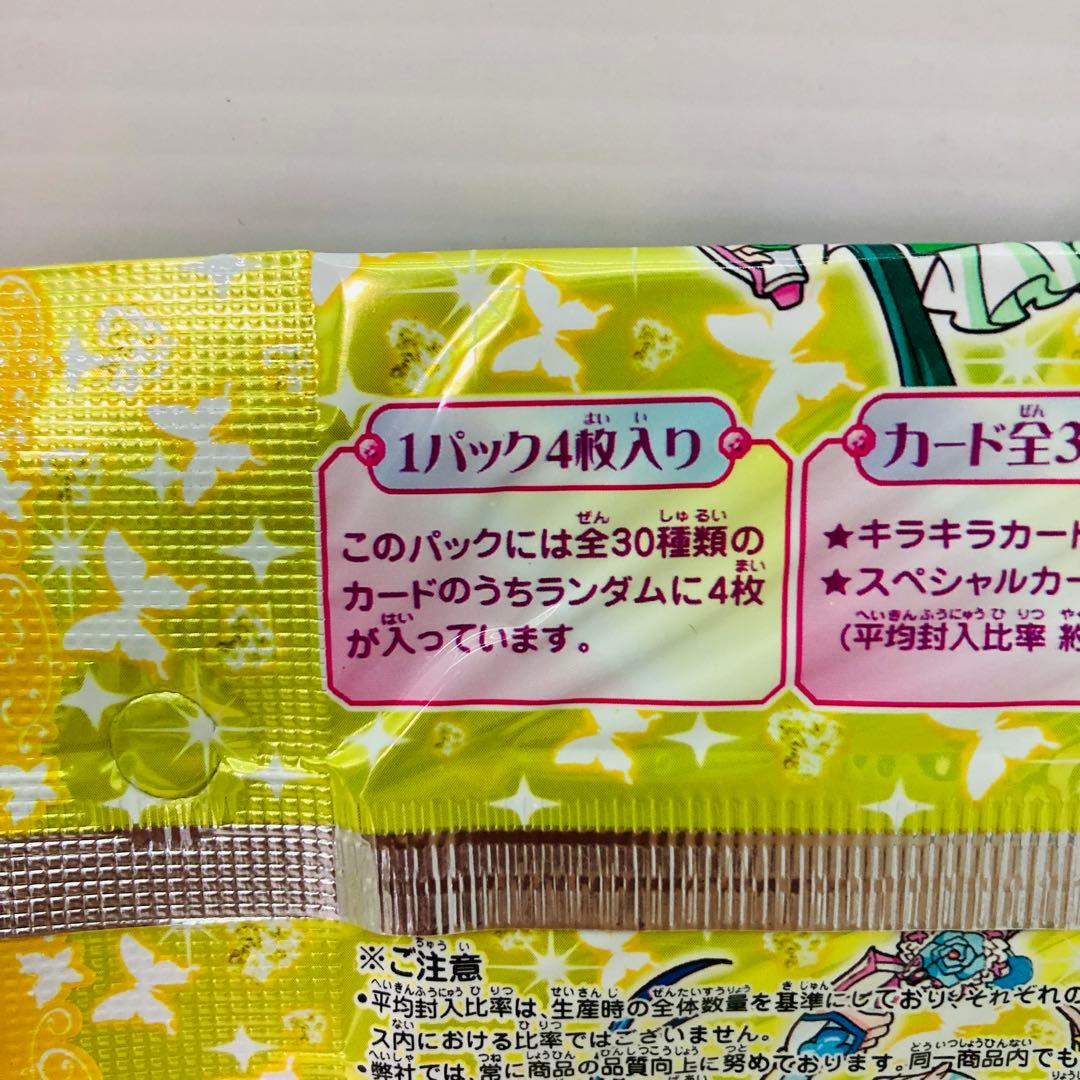 1パック4枚入り
このパックには全30種類の
カードのうちランダムに4枚
が入っています。
カード全3
★キラキラカード
★スペシャルカー
(平均封入比率 約
※ご注意
•平均封入比率は、生産時の全体数量を基準にしており、それぞれの
ス内における比率ではございません。
•弊社では、常に商品の品質向上に努めております。同一商品内でも